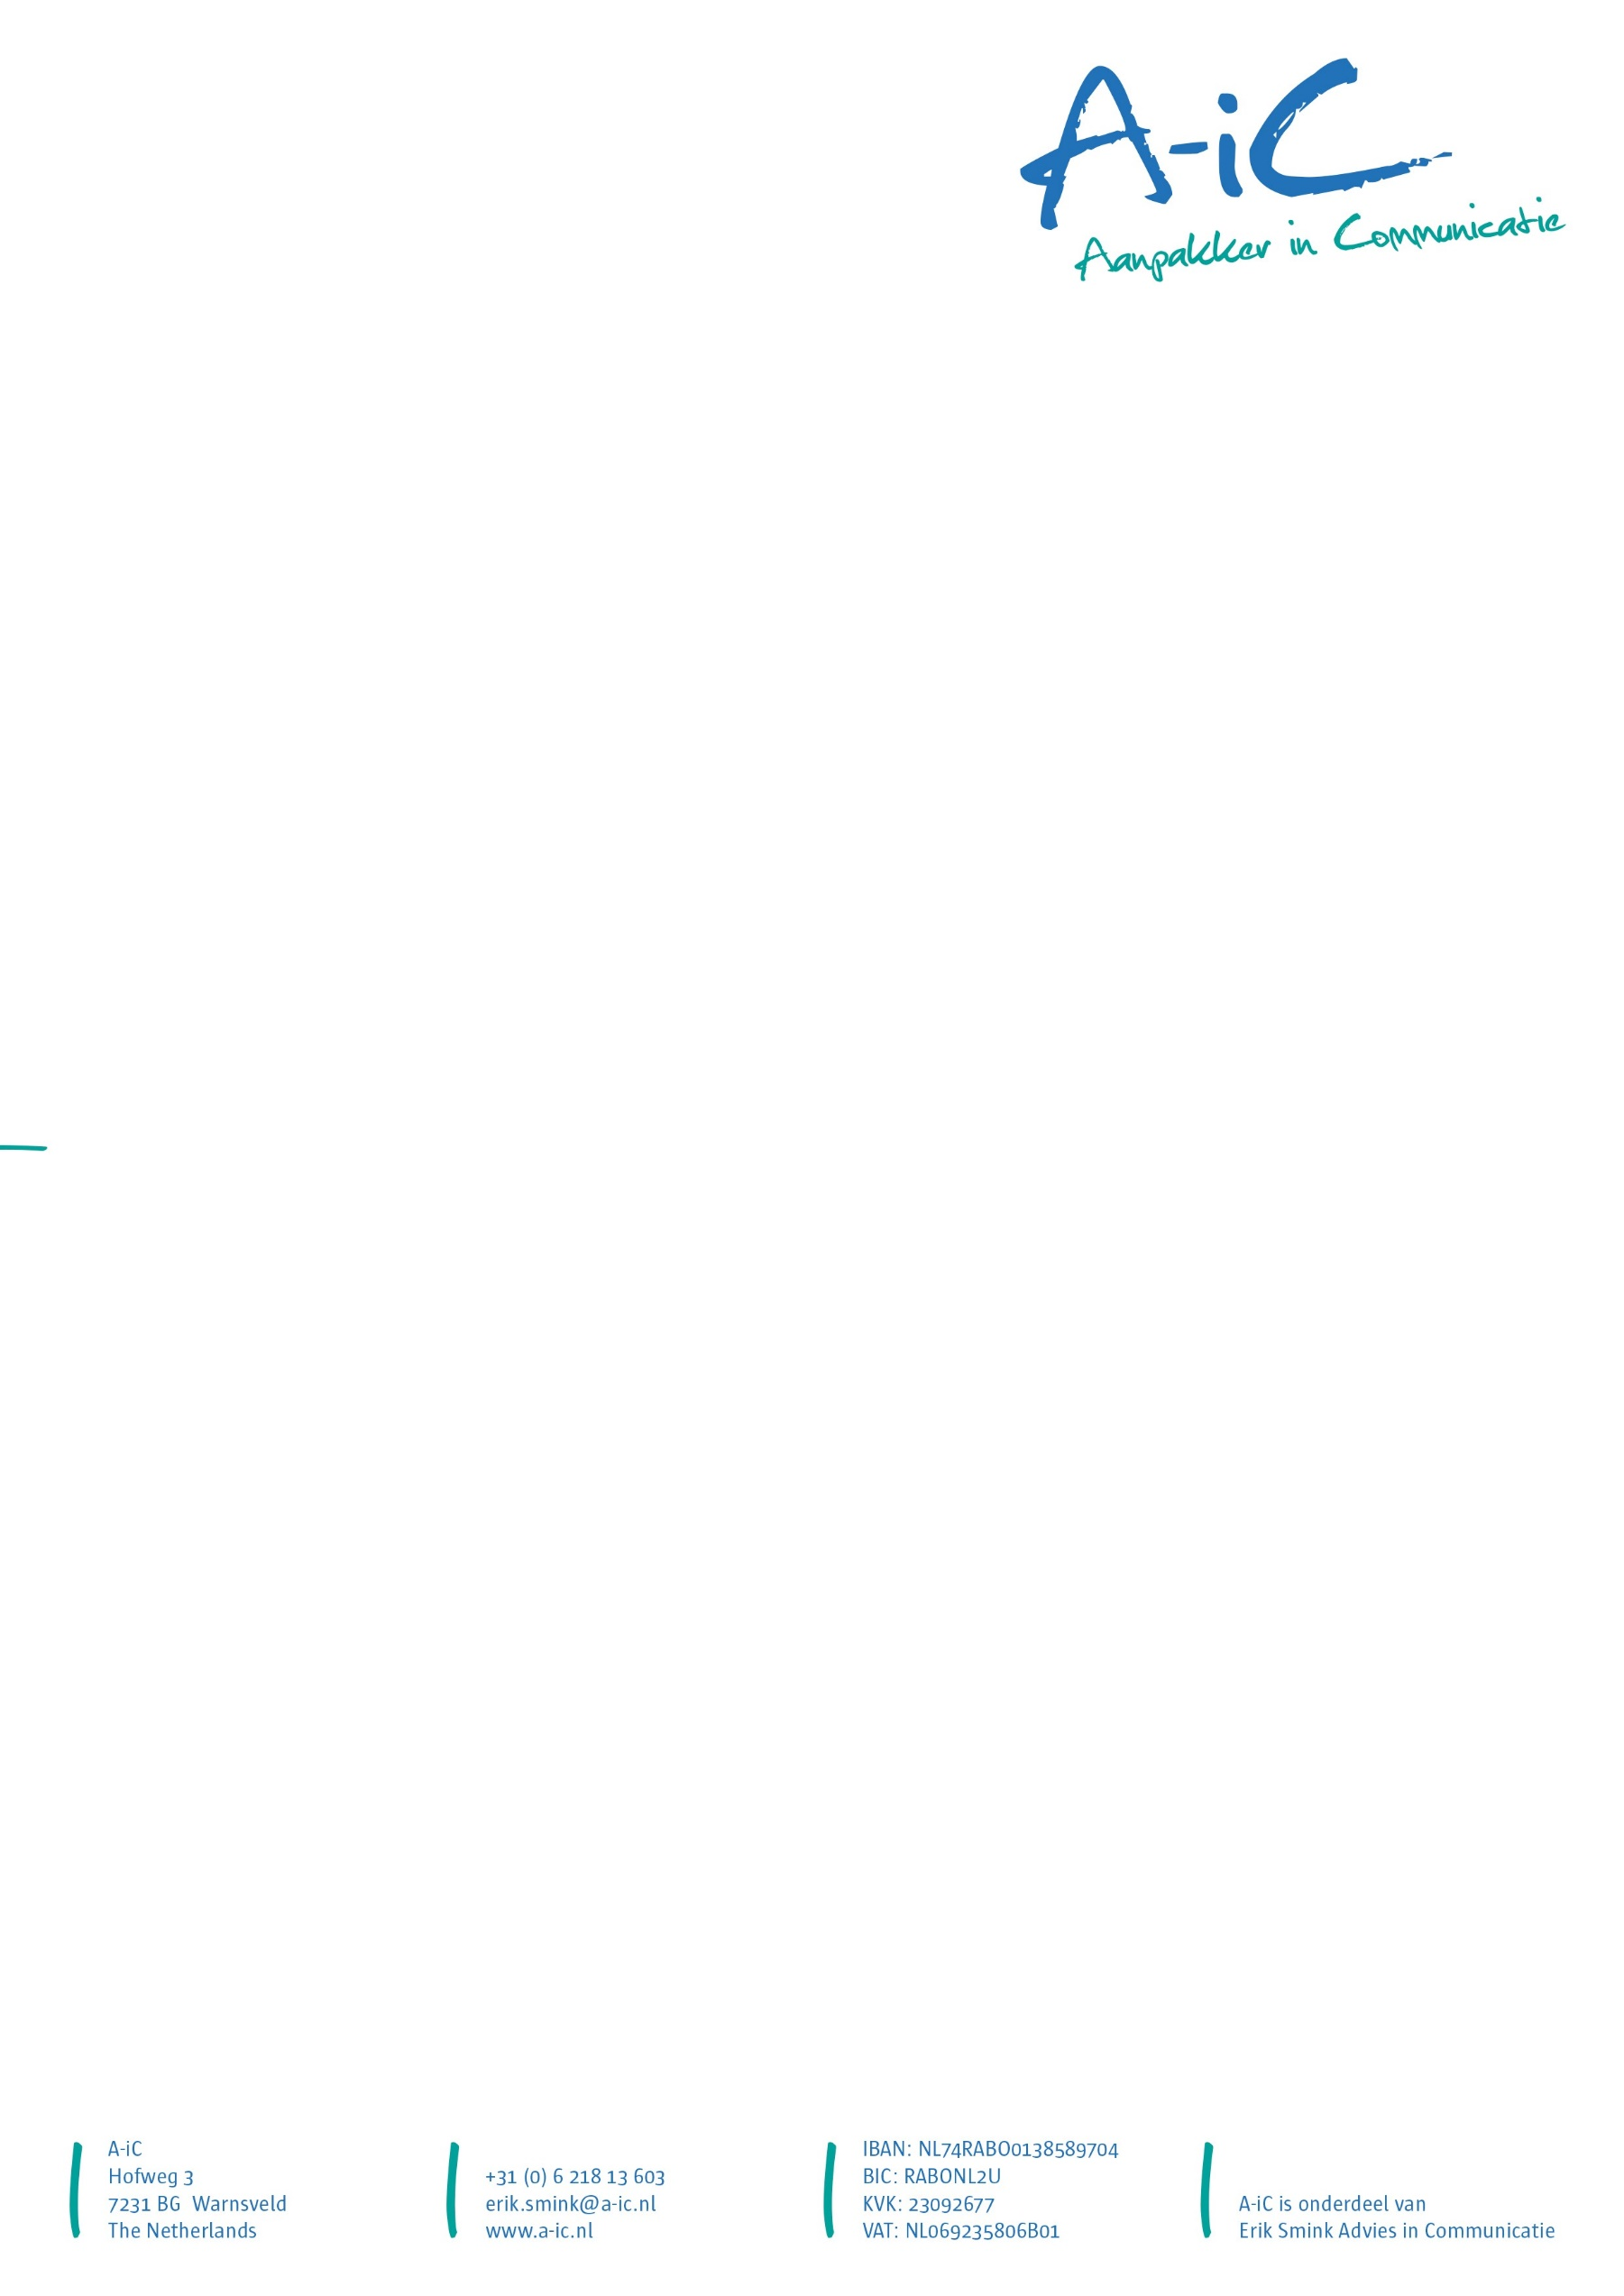 A-iC
Aanpakker in Communicatie
A-iC
Hofweg 3
7231 BG  Warnsveld
The Netherlands
+31 (0) 6 218 13 603
erik.smink@a-ic.nl
www.a-ic.nl
IBAN: NL74RABO0138589704
BIC: RABONL2U
KVK: 23092677
VAT: NL069235806B01
A-iC is onderdeel van
Erik Smink Advies in Communicatie